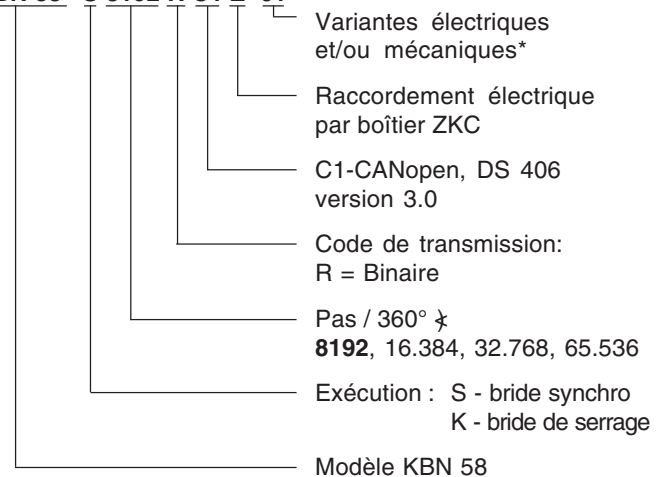 Variantes électriques
et/ou mécaniques*
Raccordement électrique
par boîtier ZKC
C1-CANopen, DS 406
version 3.0
Code de transmission:
R = Binaire
Pas / 360° ∢
8192, 16.384, 32.768, 65.536
Exécution : S - bride synchro
K - bride de serrage
Modèle KBN 58